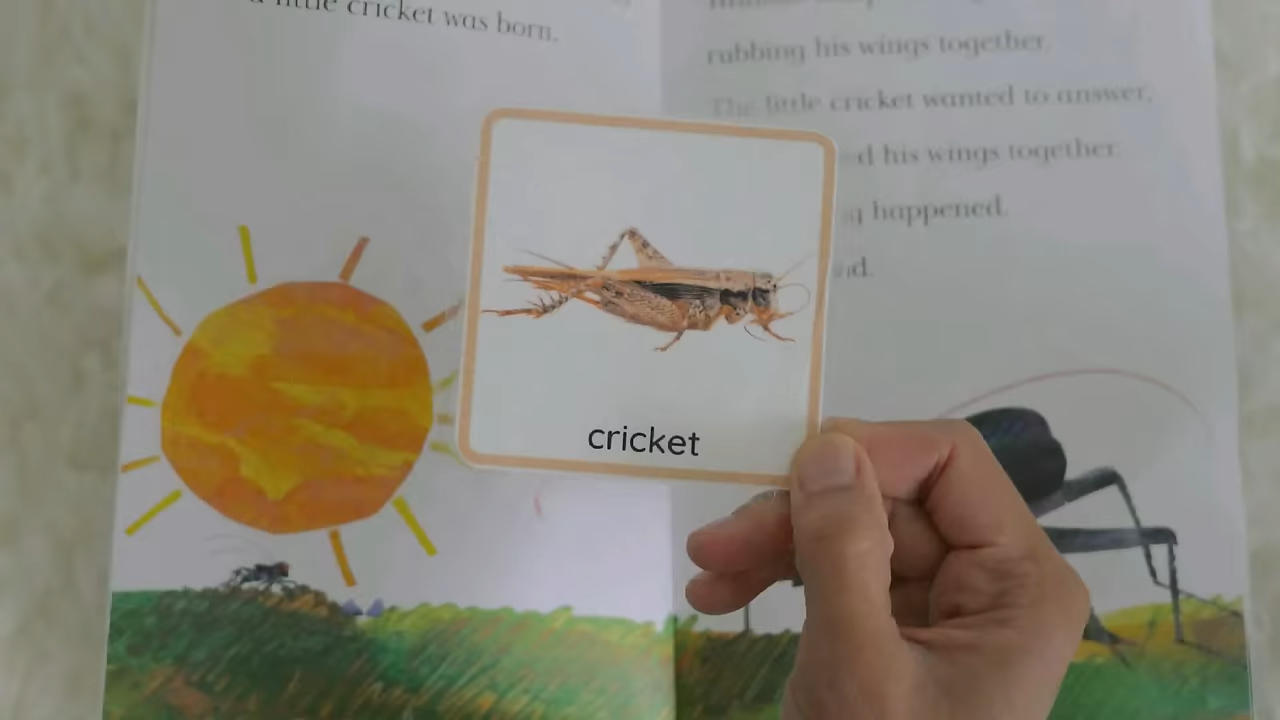 little cricket was born.
rubbing his wings together.
The little cricket wanted to answer,
his wings together.
happened.
cricket